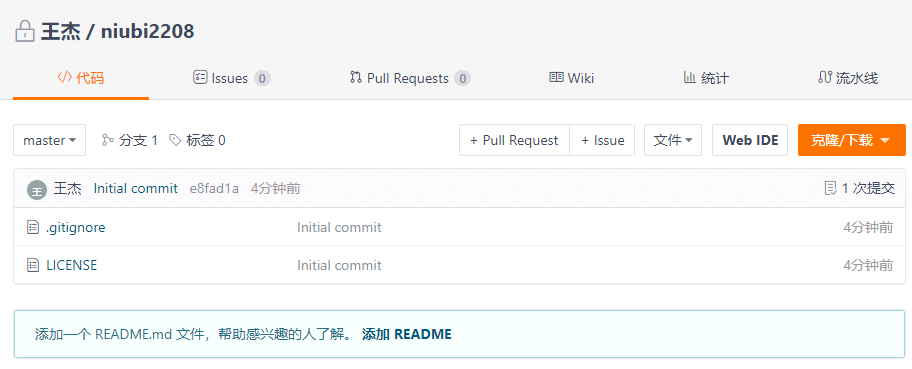 王杰 / niubi2208
代码 Issues 0 Pull Requests 0 Wiki 统计 流水线
master 分支 1 标签 0 + Pull Request + Issue 文件 Web IDE 克隆/下载
王 王杰 Initial commit e8fad1a 4分钟前 1 次提交
.gitignore Initial commit 4分钟前
LICENSE Initial commit 4分钟前
添加一个 README.md 文件，帮助感兴趣的人了解。 添加 README